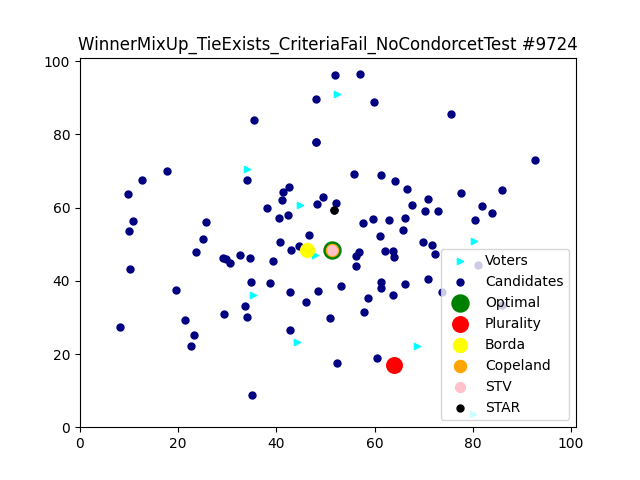 WinnerMixUp_TieExists_CriteriaFail_NoCondorcetTest #9724
100
80
60
40
20
0
0 20 40 60 80 100
Voters
Candidates
Optimal
Plurality
Borda
Copeland
STV
STAR